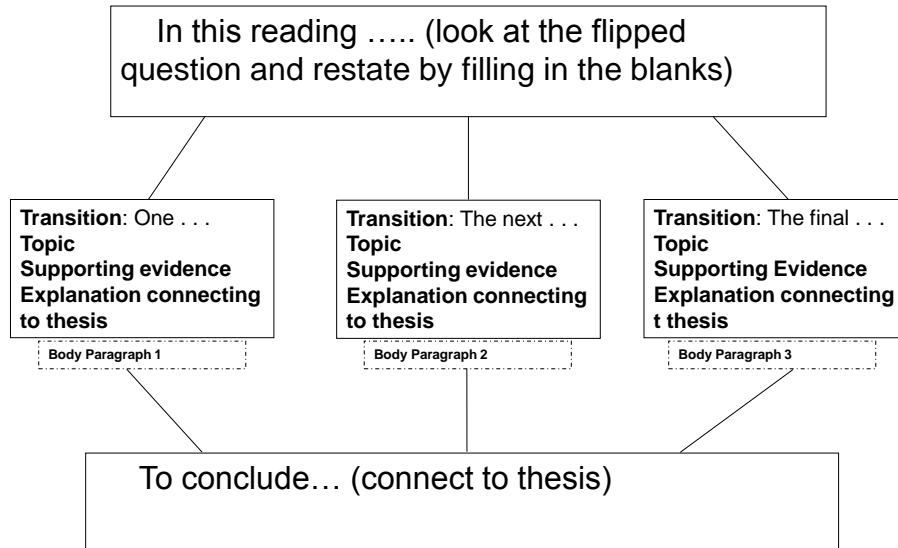 In this reading ….. (look at the flipped
question and restate by filling in the blanks)
Transition: One . . .
Topic
Supporting evidence
Explanation connecting
to thesis
Body Paragraph 1
Transition: The next . . .
Topic
Supporting evidence
Explanation connecting
to thesis
Body Paragraph 2
Transition: The final . . .
Topic
Supporting Evidence
Explanation connecting
t thesis
Body Paragraph 3
To conclude… (connect to thesis)